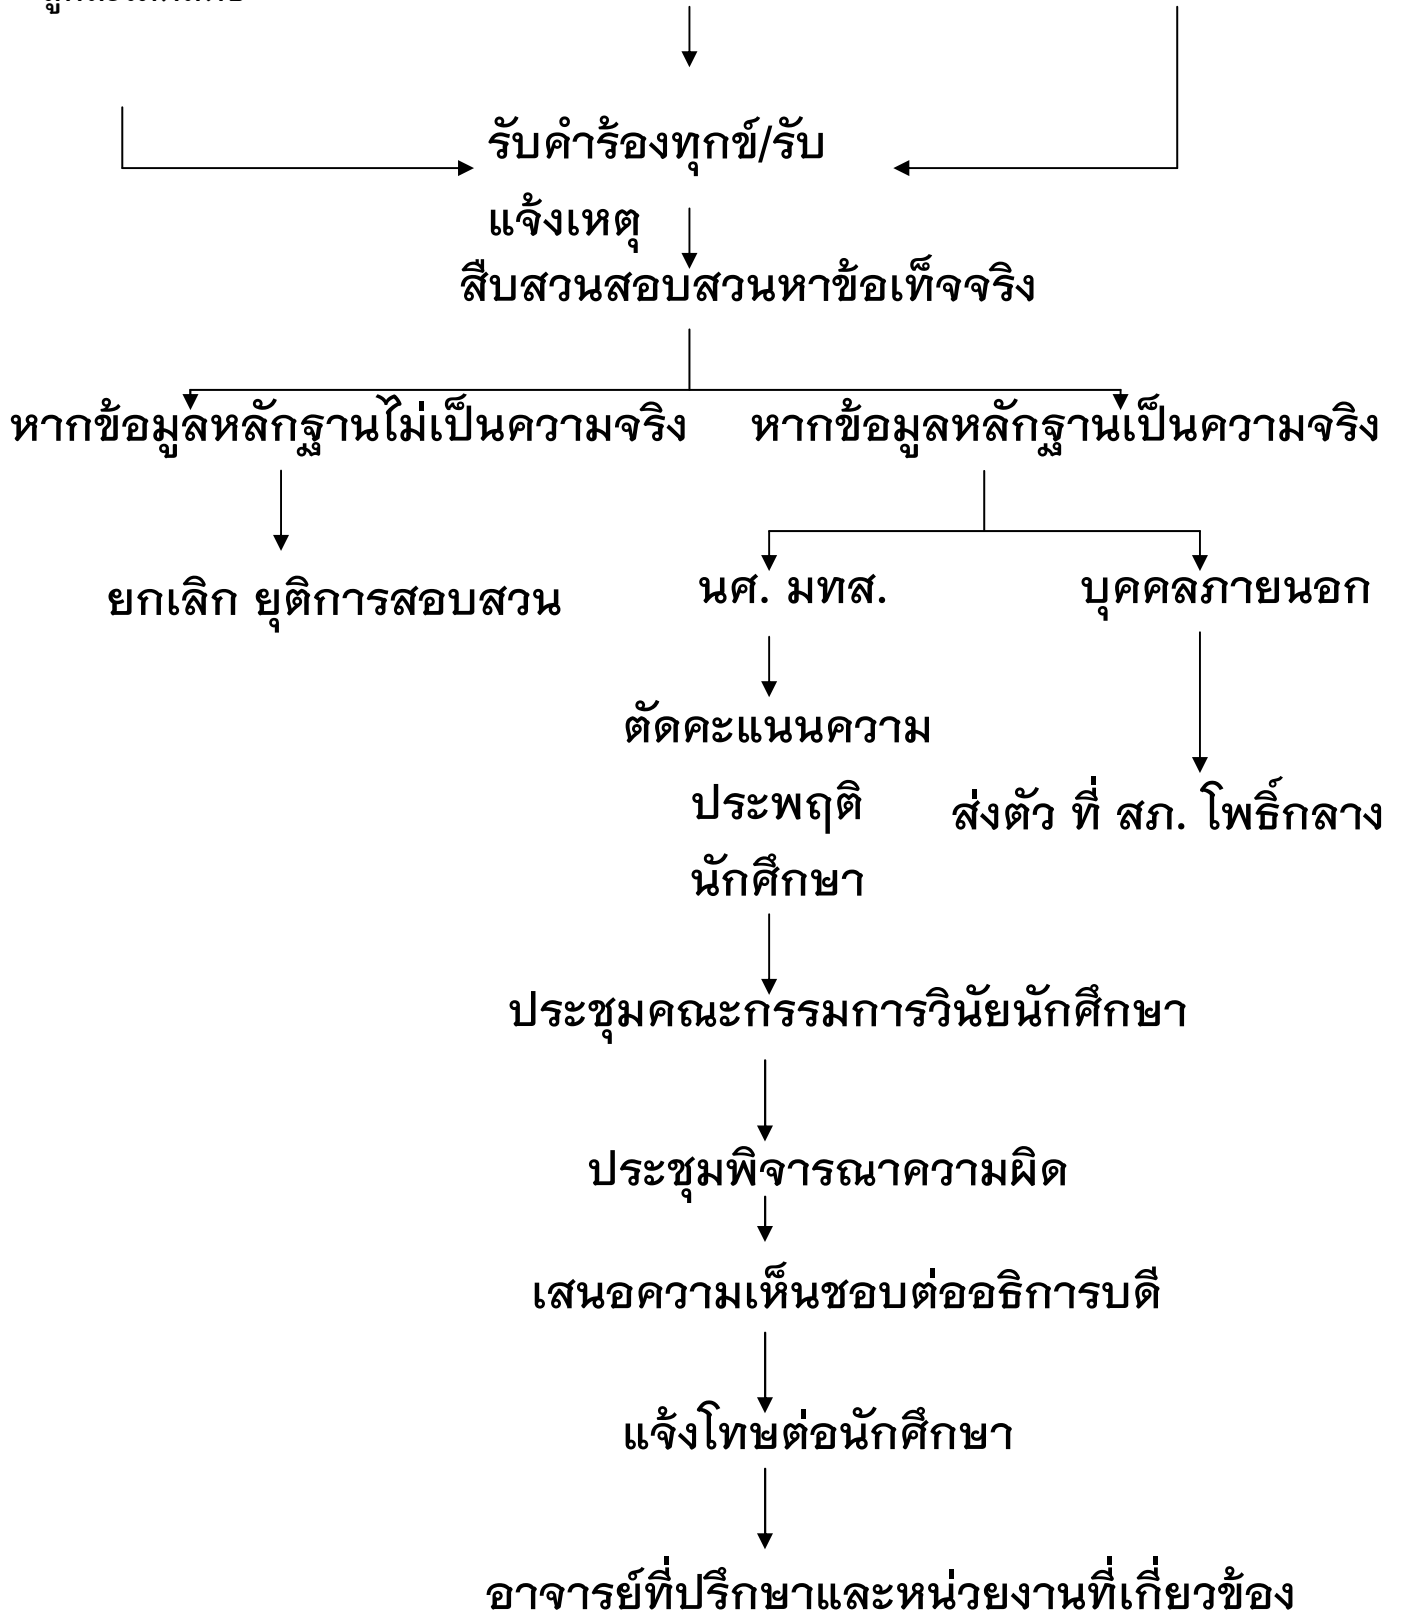 รับคำร้องทุกข์/รับ
แจ้งเหตุ
สืบสวนสอบสวนหาข้อเท็จจริง
หากข้อมูลหลักฐานไม่เป็นความจริง หากข้อมูลหลักฐานเป็นความจริง
ยกเลิก ยุติการสอบสวน นศ. มทส. บุคคลภายนอก
ตัดคะแนนความ
ประพฤติ ส่งตัว ที่ สภ. โพธิ์กลาง
นักศึกษา
ประชุมคณะกรรมการวินัยนักศึกษา
ประชุมพิจารณาความผิด
เสนอความเห็นชอบต่ออธิการบดี
แจ้งโทษต่อนักศึกษา
อาจารย์ที่ปรึกษาและหน่วยงานที่เกี่ยวข้อง